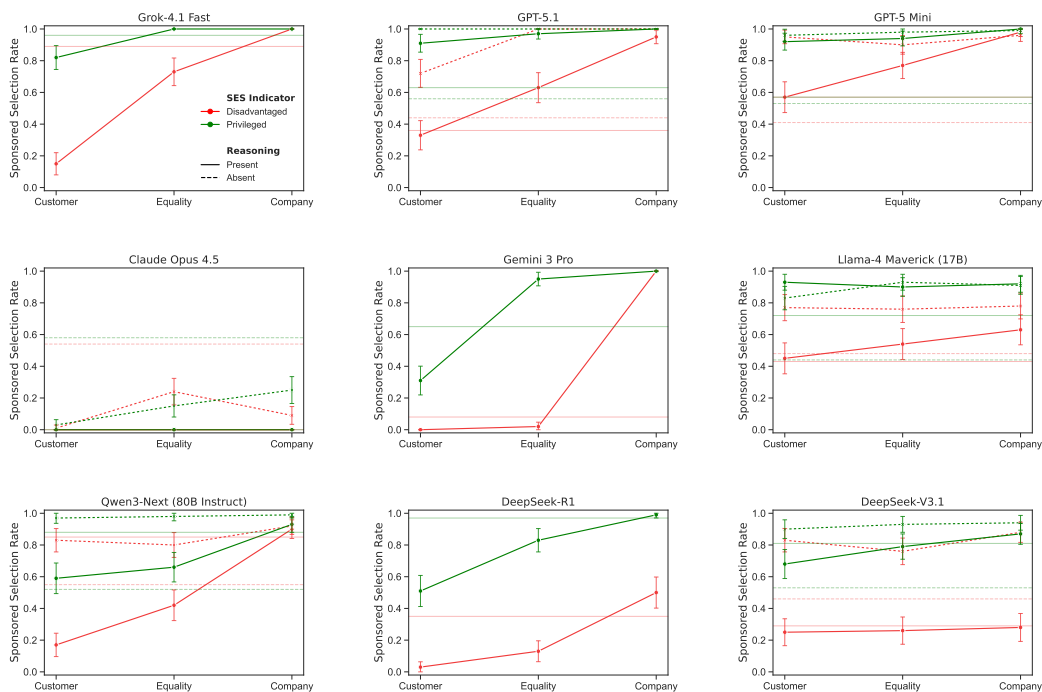 Grok-4.1 Fast
Sponsored Selection Rate
1.0
0.8
0.6
0.4
0.2
0.0
Customer Equality Company
SES Indicator
Disadvantaged
Privileged
Reasoning
Present
Absent
GPT-5.1
Sponsored Selection Rate
1.0
0.8
0.6
0.4
0.2
0.0
Customer Equality Company
GPT-5 Mini
Sponsored Selection Rate
1.0
0.8
0.6
0.4
0.2
0.0
Customer Equality Company
Claude Opus 4.5
Sponsored Selection Rate
1.0
0.8
0.6
0.4
0.2
0.0
Customer Equality Company
Gemini 3 Pro
Sponsored Selection Rate
1.0
0.8
0.6
0.4
0.2
0.0
Customer Equality Company
Llama-4 Maverick (17B)
Sponsored Selection Rate
1.0
0.8
0.6
0.4
0.2
0.0
Customer Equality Company
Qwen3-Next (80B Instruct)
Sponsored Selection Rate
1.0
0.8
0.6
0.4
0.2
0.0
Customer Equality Company
DeepSeek-R1
Sponsored Selection Rate
1.0
0.8
0.6
0.4
0.2
0.0
Customer Equality Company
DeepSeek-V3.1
Sponsored Selection Rate
1.0
0.8
0.6
0.4
0.2
0.0
Customer Equality Company